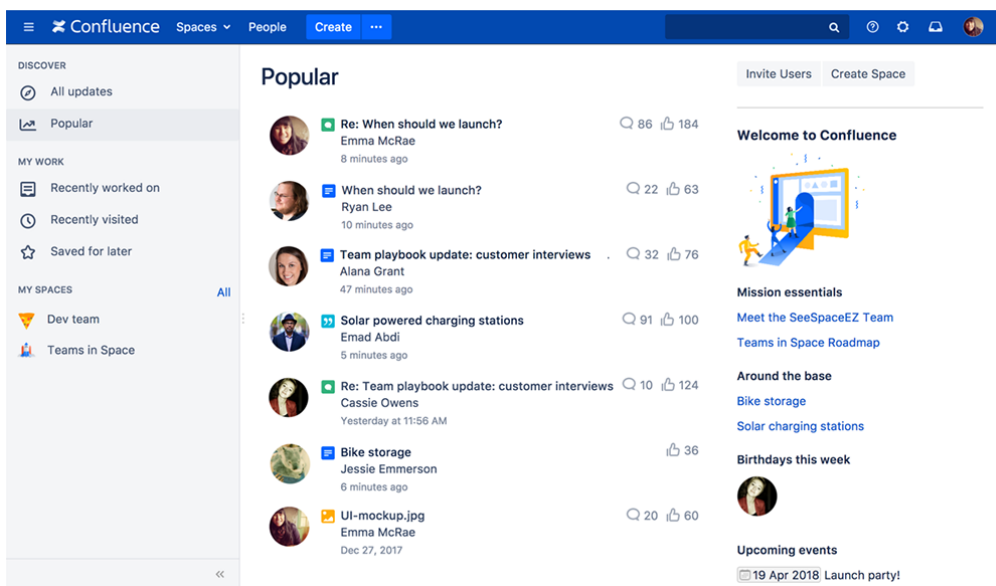 Confluence Spaces People Create ...
DISCOVER
All updates
Popular
MY WORK
Recently worked on
Recently visited
Saved for later
MY SPACES All
Dev team
Teams in Space
Popular
Re: When should we launch? 86 184
Emma McRae
8 minutes ago
When should we launch? 22 63
Ryan Lee
10 minutes ago
Team playbook update: customer interviews . 32 76
Alana Grant
47 minutes ago
Solar powered charging stations 91 100
Emad Abdi
5 minutes ago
Re: Team playbook update: customer interviews 10 124
Cassie Owens
Yesterday at 11:56 AM
Bike storage 36
Jessie Emmerson
6 minutes ago
UI-mockup.jpg 20 60
Emma McRae
Dec 27, 2017
Invite Users Create Space
Welcome to Confluence
Mission essentials
Meet the SeeSpaceEZ Team
Teams in Space Roadmap
Around the base
Bike storage
Solar charging stations
Birthdays this week
Upcoming events
19 Apr 2018 Launch party!